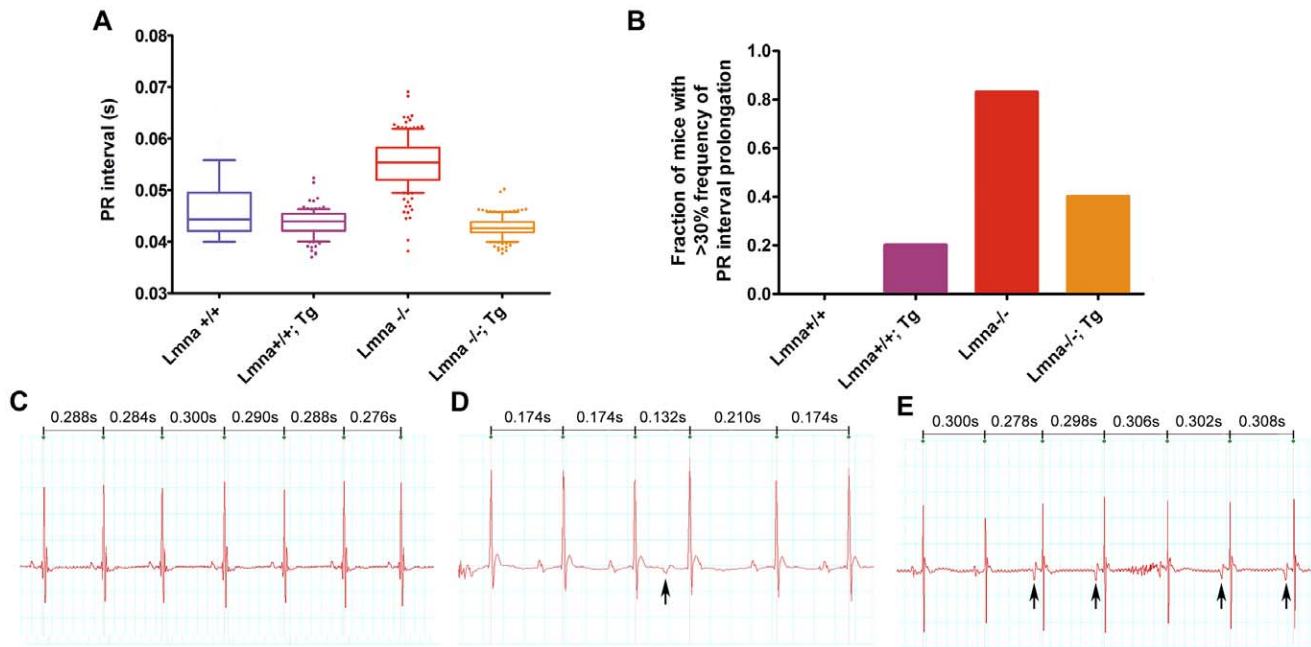 A
PR interval (s)
0.08
0.07
0.06
0.05
0.04
0.03
Lmna +/+
Lmna+/+; Tg
Lmna -/-
Lmna -/-; Tg
B
Fraction of mice with
>30% frequency of
PR interval prolongation
1.0
0.8
0.6
0.4
0.2
0.0
Lmna+/+
Lmna+/+; Tg
Lmna-/-
Lmna-/-; Tg
C
0.288s 0.284s 0.300s 0.290s 0.288s 0.276s
D
0.174s 0.174s 0.132s 0.210s 0.174s
E
0.300s 0.278s 0.298s 0.306s 0.302s 0.308s